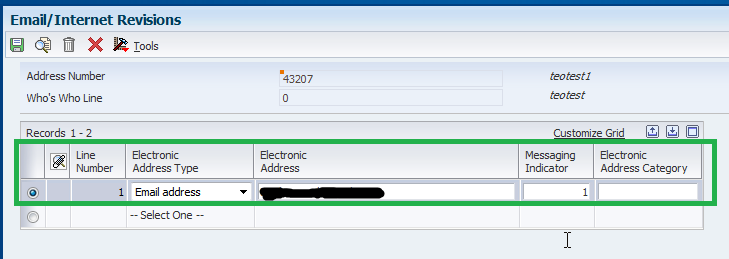 Email/Internet Revisions
Tools
Address Number 43207 teotest1
Who's Who Line 0 teotest
Records 1 - 2 Customize Grid
Line Number Electronic Address Type Electronic Address Messaging Indicator Electronic Address Category
1 Email address 1
-- Select One --